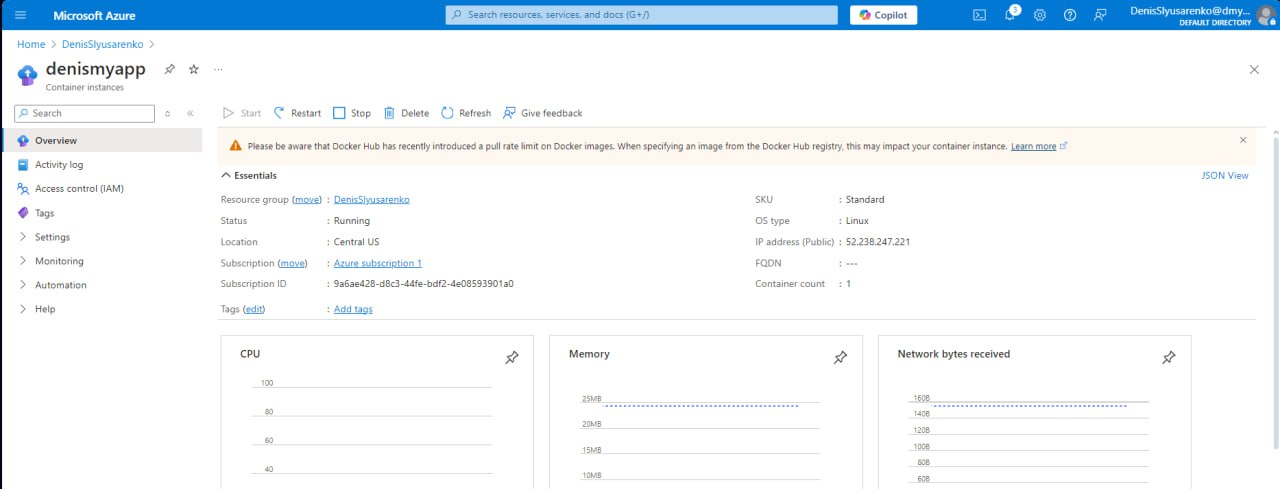 Microsoft Azure
Search resources, services, and docs (G+/)
Copilot
3
DenisSlyusarenko@dmy...
DEFAULT DIRECTORY
Home > DenisSlyusarenko >
denismyapp
...
Container instances
Search
Start Restart Stop Delete Refresh Give feedback
Overview
Activity log
Access control (IAM)
Tags
Settings
Monitoring
Automation
Help
Please be aware that Docker Hub has recently introduced a pull rate limit on Docker images. When specifying an image from the Docker Hub registry, this may impact your container instance. Learn more
Essentials
JSON View
Resource group (move) : DenisSlyusarenko
Status : Running
Location : Central US
Subscription (move) : Azure subscription 1
Subscription ID : 9a6ae428-d8c3-44fe-bdf2-4e08593901a0
Tags (edit) : Add tags
SKU : Standard
OS type : Linux
IP address (Public) : 52.238.247.221
FQDN : ---
Container count : 1
CPU
100
80
60
40
Memory
25MB
20MB
15MB
10MB
Network bytes received
160B
140B
120B
100B
80B
60B